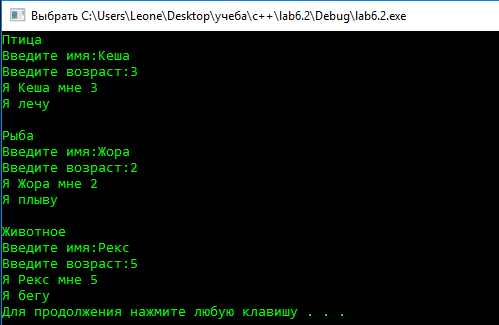 Выбрать C:\Users\Leone\Desktop\учеба\c++\lab6.2\Debug\lab6.2.exe
Птица
Введите имя:Кеша
Введите возраст:3
Я Кеша мне 3
Я лечу
Рыба
Введите имя:Жора
Введите возраст:2
Я Жора мне 2
Я плыву
Животное
Введите имя:Рекс
Введите возраст:5
Я Рекс мне 5
Я бегу
Для продолжения нажмите любую клавишу . . .